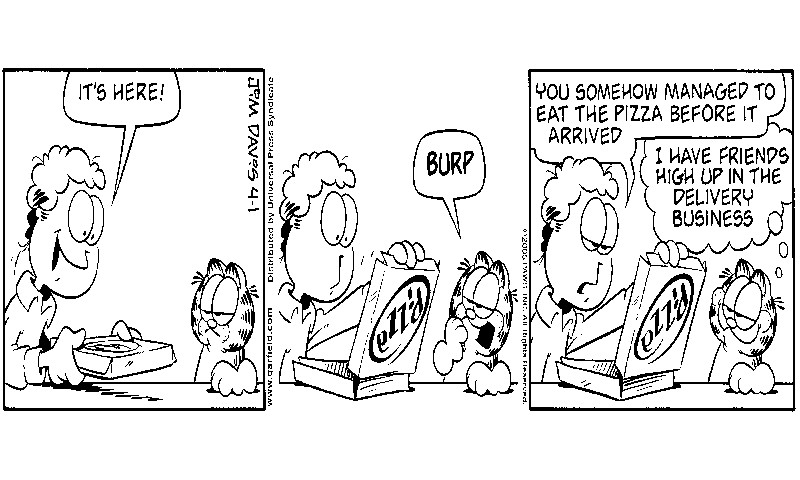 IT'S HERE!
JIM DAVIS 4-1
www.garfield.com
Distributed by Universal Press Syndicate
BURP
PIZZA
© 2005 PAWS, INC. All Rights Reserved.
YOU SOMEHOW MANAGED TO
EAT THE PIZZA BEFORE IT
ARRIVED
I HAVE FRIENDS
HIGH UP IN THE
DELIVERY
BUSINESS
PIZZA